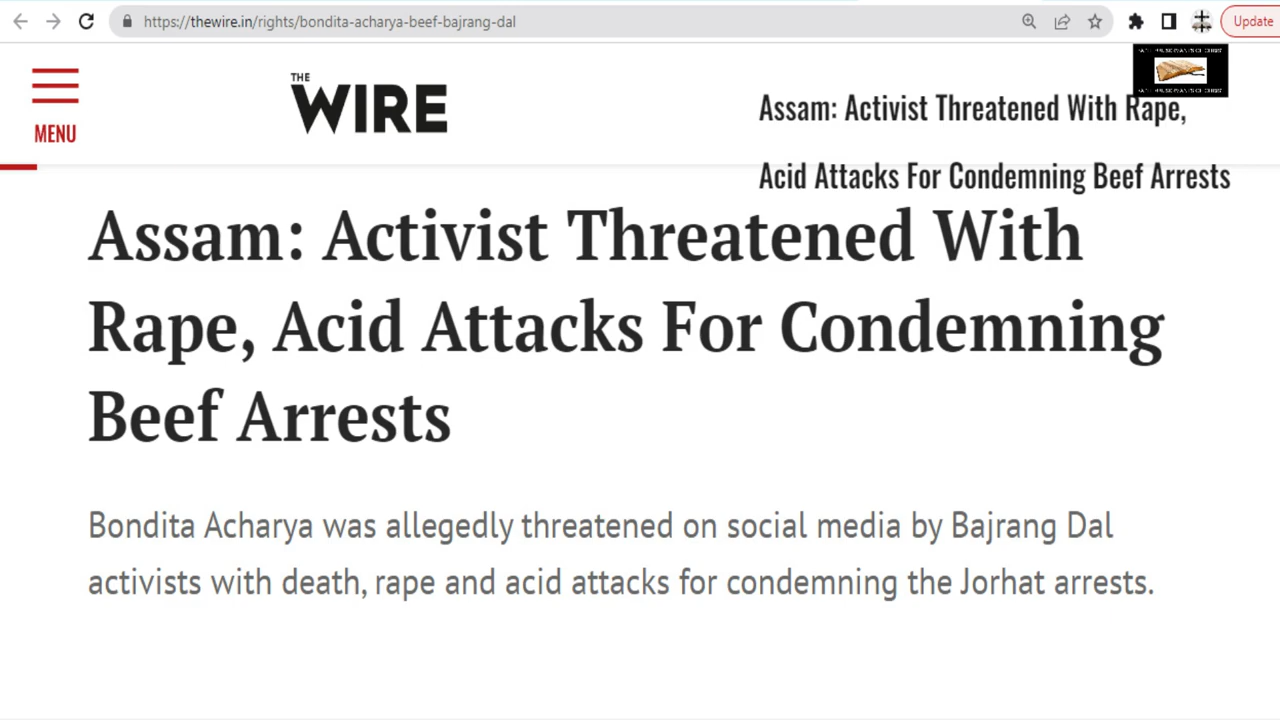 https://thewire.in/rights/bondita-acharya-beef-bajrang-dal
Update
MENU
THE
WIRE
Assam: Activist Threatened With Rape,
Acid Attacks For Condemning Beef Arrests
Assam: Activist Threatened With
Rape, Acid Attacks For Condemning
Beef Arrests
Bondita Acharya was allegedly threatened on social media by Bajrang Dal
activists with death, rape and acid attacks for condemning the Jorhat arrests.